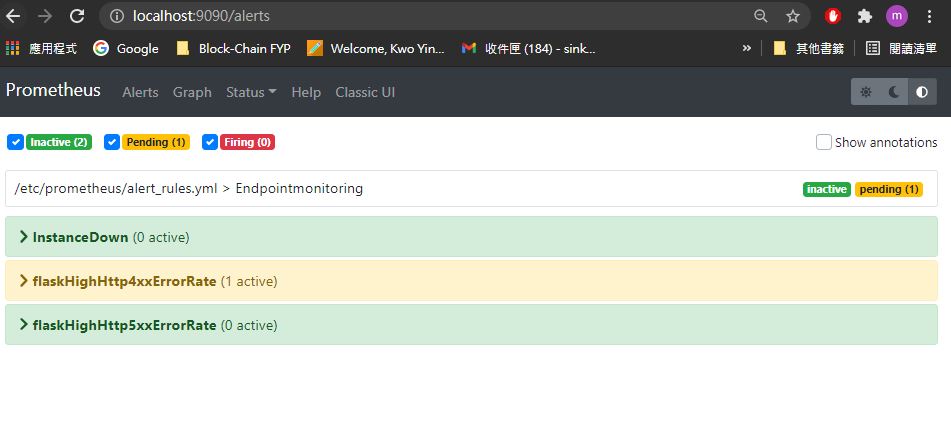 localhost:9090/alerts
應用程式 Google Block-Chain FYP Welcome, Kwo Yin... 收件匣 (184) - sink... » 其他書籤 閱讀清單
m
Prometheus Alerts Graph Status Help Classic UI
Inactive (2) Pending (1) Firing (0) Show annotations
/etc/prometheus/alert_rules.yml > Endpointmonitoring inactive pending (1)
InstanceDown (0 active)
flaskHighHttp4xxErrorRate (1 active)
flaskHighHttp5xxErrorRate (0 active)